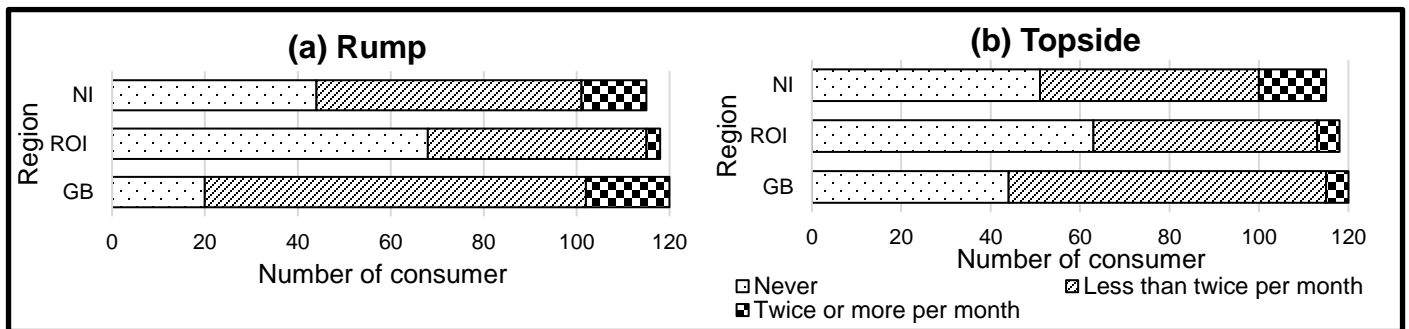 (a) Rump
Region
NI
ROI
GB
0 20 40 60 80 100 120
Number of consumer
(b) Topside
Region
NI
ROI
GB
0 20 40 60 80 100 120
Number of consumer
Never
Less than twice per month
Twice or more per month